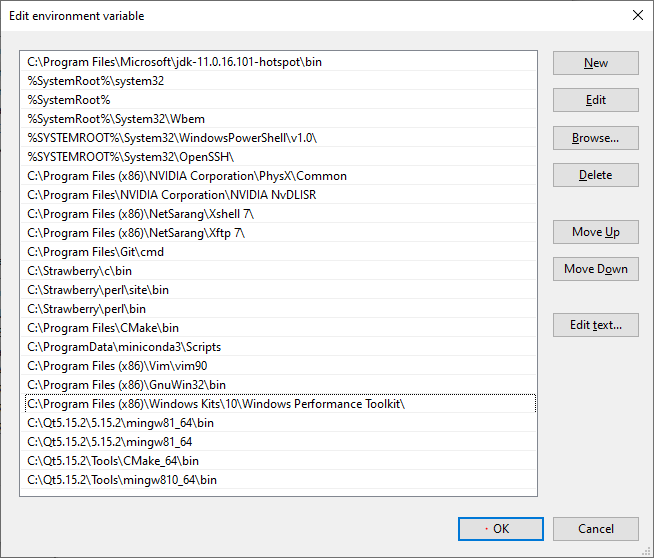 Edit environment variable
C:\Program Files\Microsoft\jdk-11.0.16.101-hotspot\bin
%SystemRoot%\system32
%SystemRoot%
%SystemRoot%\System32\Wbem
%SYSTEMROOT%\System32\WindowsPowerShell\v1.0\
%SYSTEMROOT%\System32\OpenSSH\
C:\Program Files (x86)\NVIDIA Corporation\PhysX\Common
C:\Program Files\NVIDIA Corporation\NVIDIA NvDLISR
C:\Program Files (x86)\NetSarang\Xshell 7\
C:\Program Files (x86)\NetSarang\Xftp 7\
C:\Program Files\Git\cmd
C:\Strawberry\c\bin
C:\Strawberry\perl\site\bin
C:\Strawberry\perl\bin
C:\Program Files\CMake\bin
C:\ProgramData\miniconda3\Scripts
C:\Program Files (x86)\Vim\vim90
C:\Program Files (x86)\GnuWin32\bin
C:\Program Files (x86)\Windows Kits\10\Windows Performance Toolkit\
C:\Qt5.15.2\5.15.2\mingw81_64\bin
C:\Qt5.15.2\5.15.2\mingw81_64
C:\Qt5.15.2\Tools\CMake_64\bin
C:\Qt5.15.2\Tools\mingw810_64\bin
New
Edit
Browse...
Delete
Move Up
Move Down
Edit text...
OK
Cancel